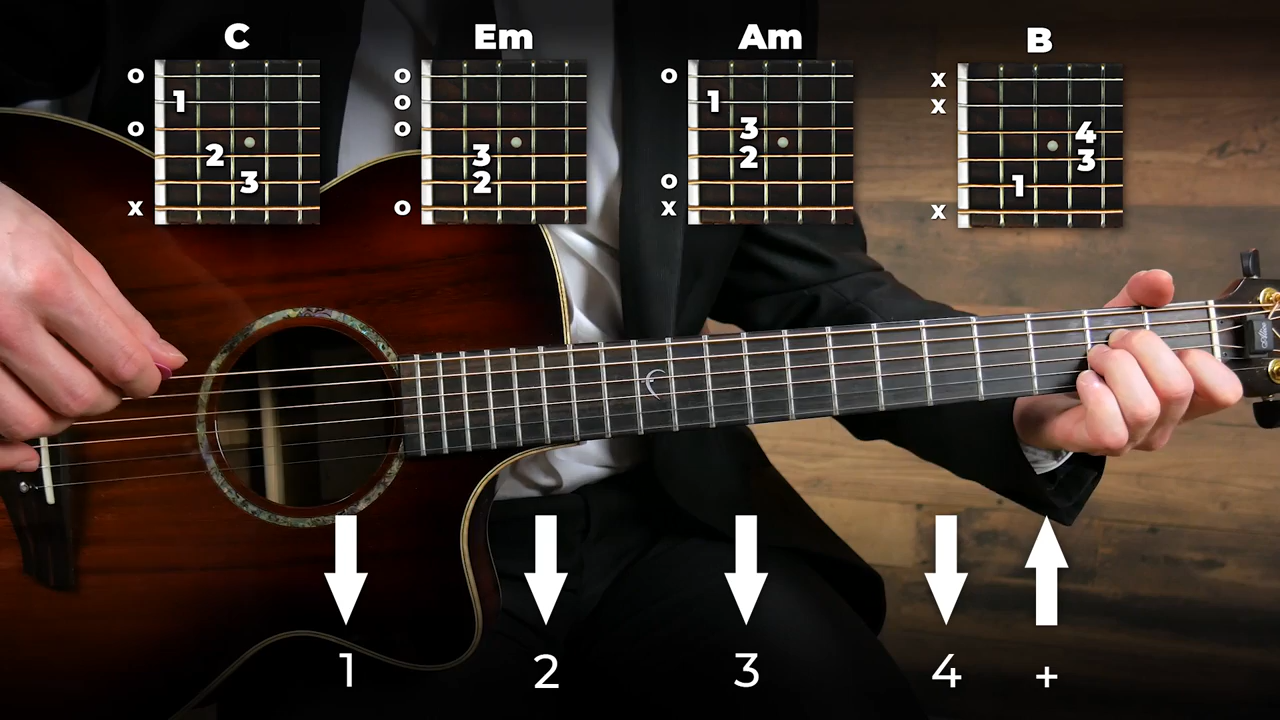 C Em Am B
o o o x
1 o 1 x
o o 3 4
2 3 2 3
3 2 o 1
x o x x
1 2 3 4 +